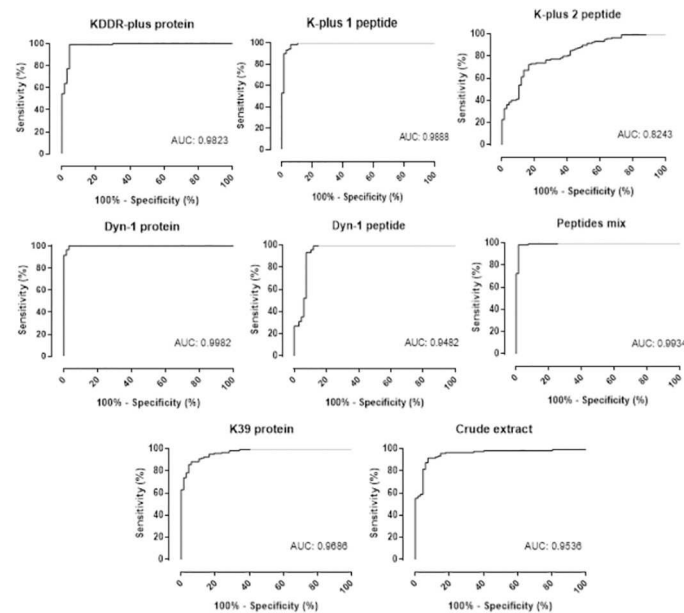 KDDR-plus protein
Sensitivity (%)
100
80
60
40
20
0
AUC: 0.9823
0 20 40 60 80 100
100% - Specificity (%)
K-plus 1 peptide
Sensitivity (%)
100
80
60
40
20
0
AUC: 0.9888
0 20 40 60 80 100
100% - Specificity (%)
K-plus 2 peptide
Sensitivity (%)
100
80
60
40
20
0
AUC: 0.8243
0 20 40 60 80 100
100% - Specificity (%)
Dyn-1 protein
Sensitivity (%)
100
80
60
40
20
0
AUC: 0.9982
0 20 40 60 80 100
100% - Specificity (%)
Dyn-1 peptide
Sensitivity (%)
100
80
60
40
20
0
AUC: 0.9482
0 20 40 60 80 100
100% - Specificity (%)
Peptides mix
Sensitivity (%)
100
80
60
40
20
0
AUC: 0.9934
0 20 40 60 80 100
100% - Specificity (%)
K39 protein
Sensitivity (%)
100
80
60
40
20
0
AUC: 0.9686
0 20 40 60 80 100
100% - Specificity (%)
Crude extract
Sensitivity (%)
100
80
60
40
20
0
AUC: 0.9536
0 20 40 60 80 100
100% - Specificity (%)